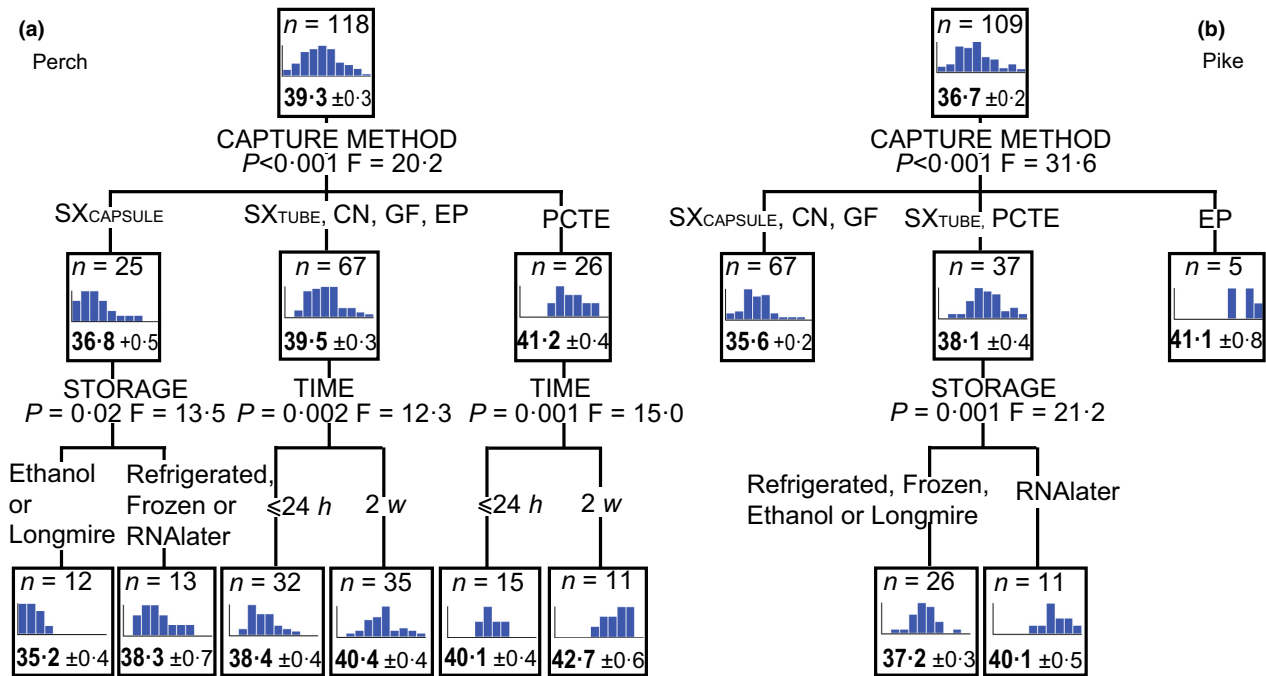 (a)
Perch
n = 118
39·3 ±0·3
CAPTURE METHOD
P<0·001 F = 20·2
SXCAPSULE
SXTUBE, CN, GF, EP
PCTE
n = 25
36·8 +0·5
n = 67
39·5 ±0·3
n = 26
41·2 ±0·4
STORAGE
P = 0·02 F = 13·5
TIME
P = 0·002 F = 12·3
TIME
P = 0·001 F = 15·0
Ethanol
or
Longmire
Refrigerated,
Frozen or
RNAlater
⩽24 h
2 w
⩽24 h
2 w
n = 12
35·2 ±0·4
n = 13
38·3 ±0·7
n = 32
38·4 ±0·4
n = 35
40·4 ±0·4
n = 15
40·1 ±0·4
n = 11
42·7 ±0·6
(b)
Pike
n = 109
36·7 ±0·2
CAPTURE METHOD
P<0·001 F = 31·6
SXCAPSULE, CN, GF
SXTUBE, PCTE
EP
n = 67
35·6 +0·2
n = 37
38·1 ±0·4
n = 5
41·1 ±0·8
STORAGE
P = 0·001 F = 21·2
Refrigerated, Frozen,
Ethanol or Longmire
RNAlater
n = 26
37·2 ±0·3
n = 11
40·1 ±0·5